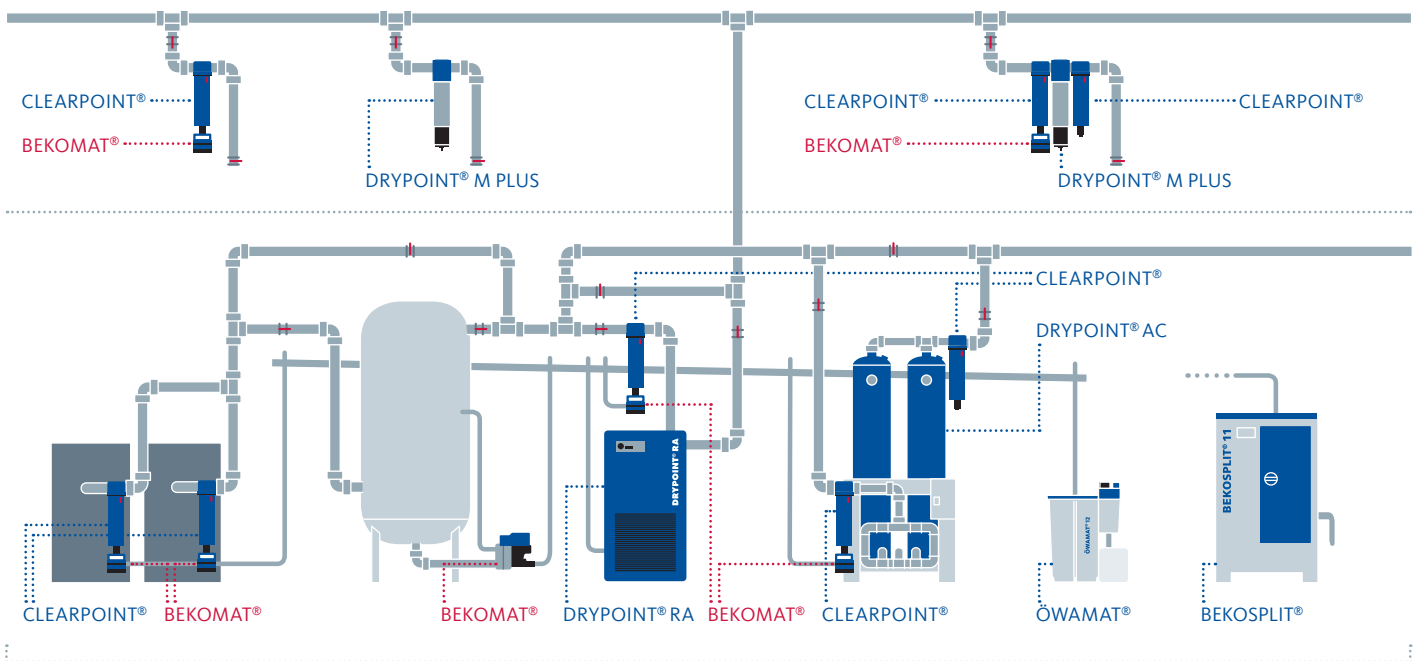 CLEARPOINT®
BEKOMAT®
DRYPOINT® M PLUS
CLEARPOINT®
CLEARPOINT®
BEKOMAT®
DRYPOINT® M PLUS
CLEARPOINT®
DRYPOINT® AC
DRYPOINT® RA
BEKOSPLIT® 11
ÖWAMAT® 12
CLEARPOINT®
BEKOMAT®
BEKOMAT®
DRYPOINT® RA
BEKOMAT®
CLEARPOINT®
ÖWAMAT®
BEKOSPLIT®